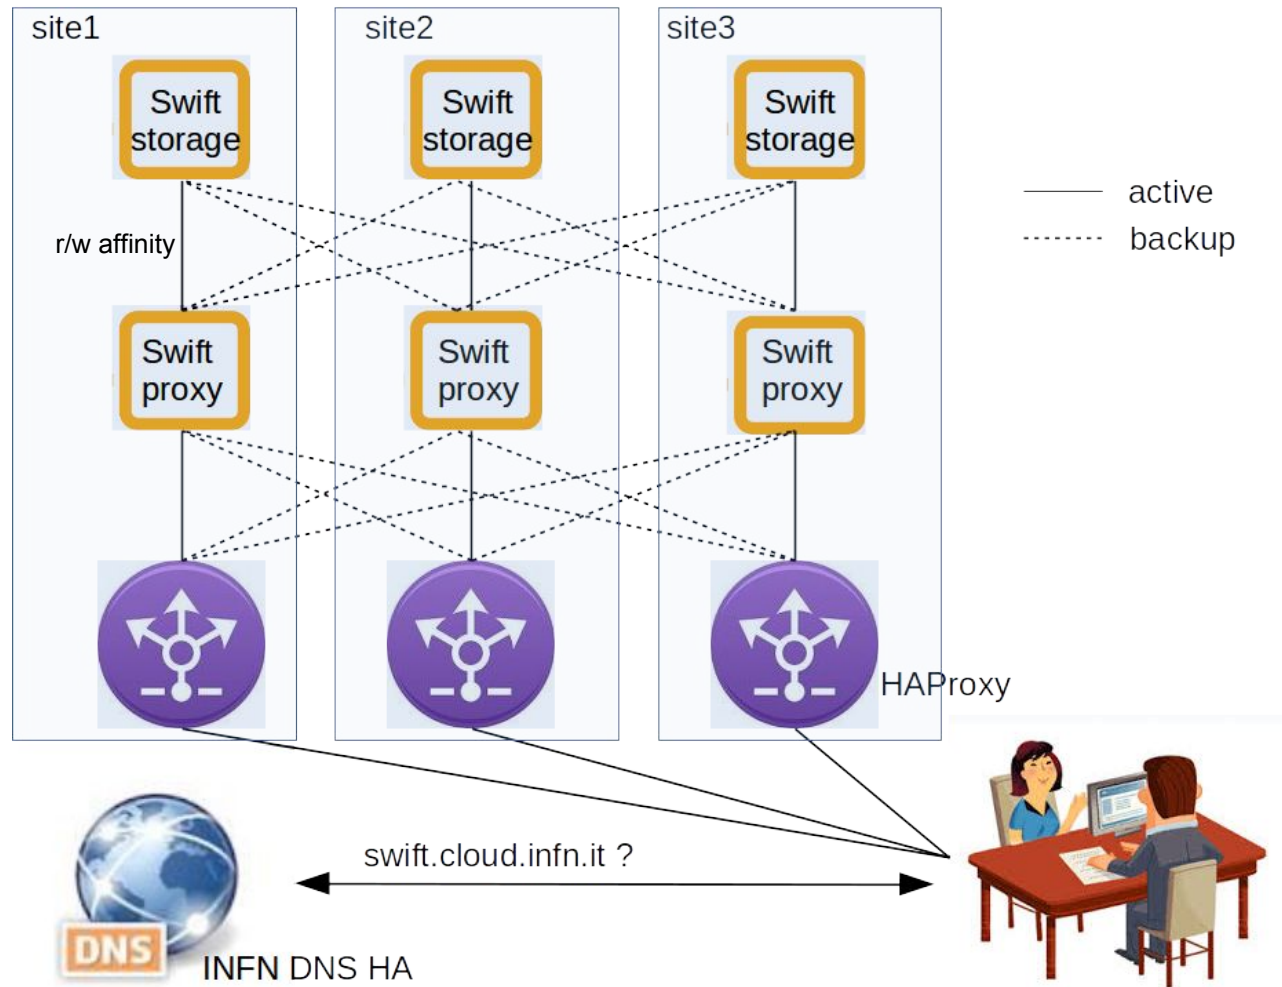 site1
site2
site3
Swift
storage
Swift
storage
Swift
storage
active
backup
r/w affinity
Swift
proxy
Swift
proxy
Swift
proxy
HAProxy
swift.cloud.infn.it ?
DNS
INFN DNS HA